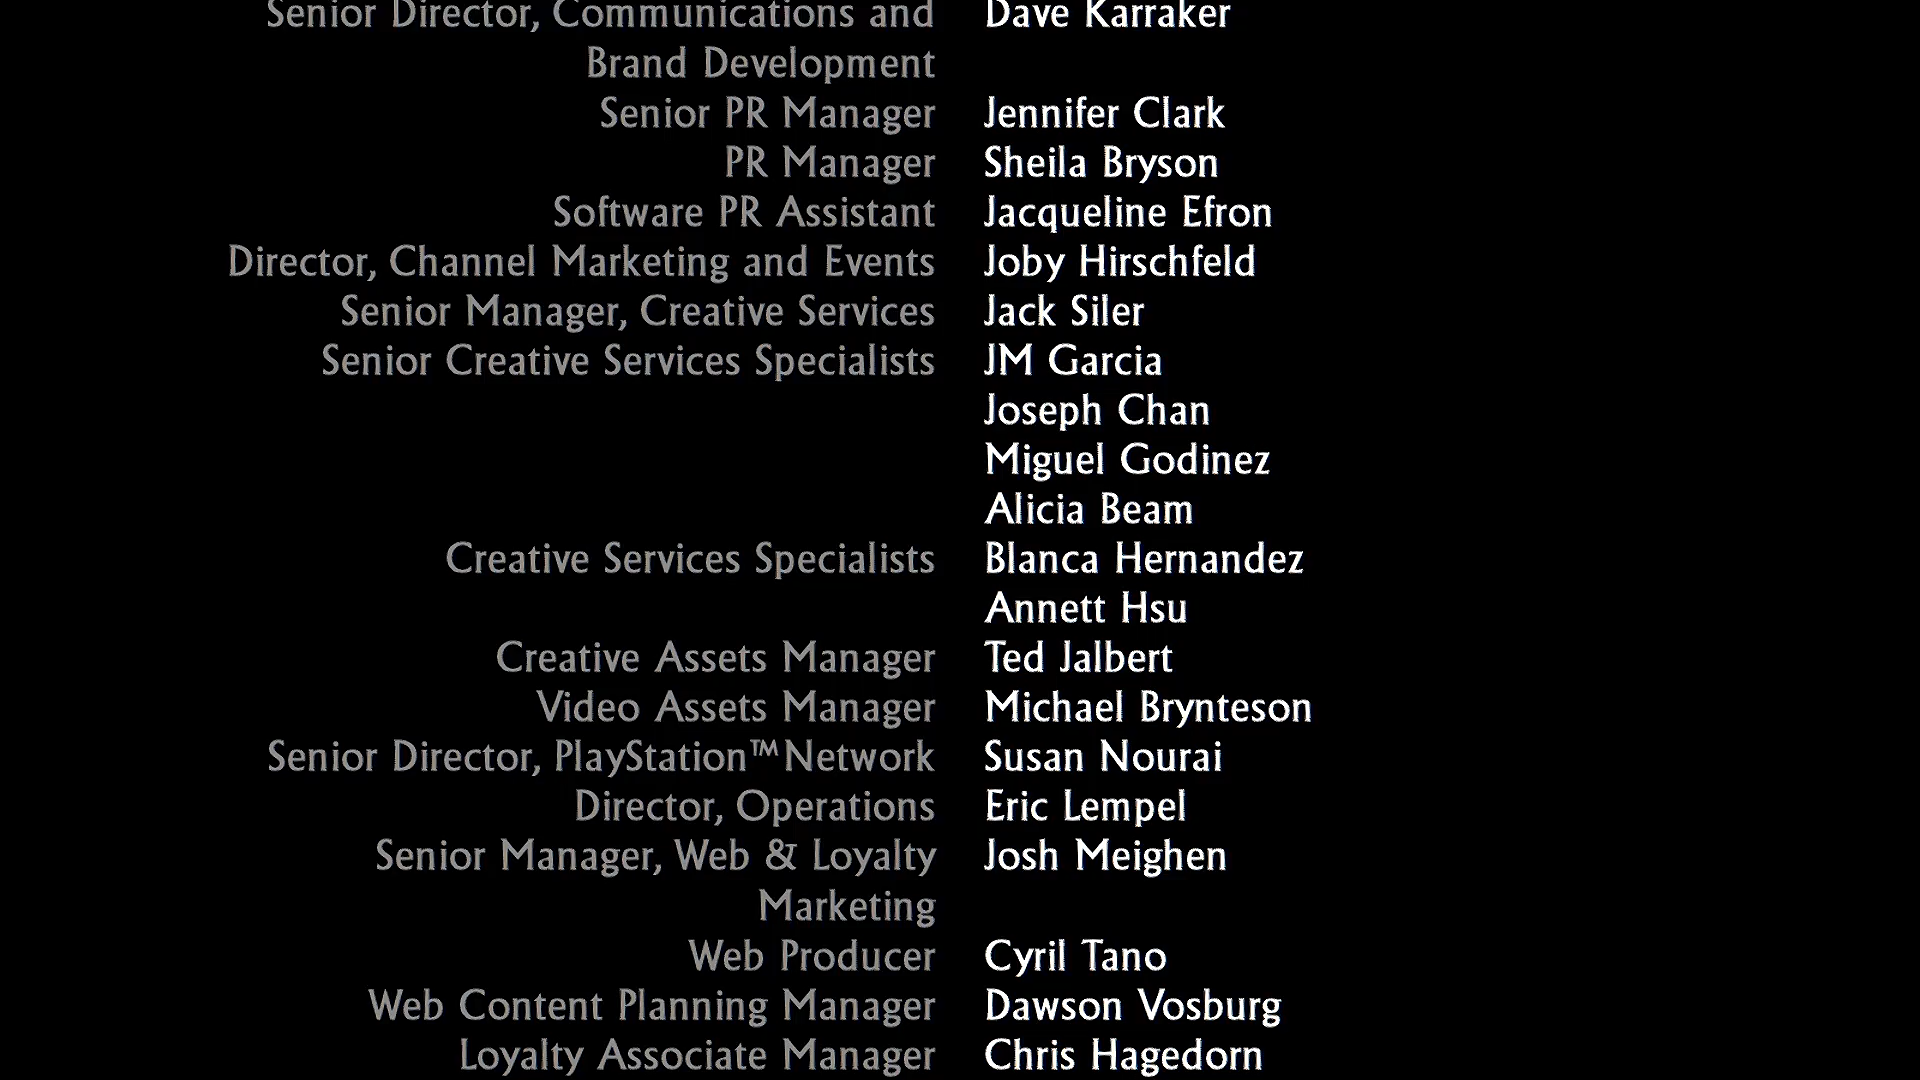 Senior Director, Communications and Dave Karraker
Brand Development
Senior PR Manager Jennifer Clark
PR Manager Sheila Bryson
Software PR Assistant Jacqueline Efron
Director, Channel Marketing and Events Joby Hirschfeld
Senior Manager, Creative Services Jack Siler
Senior Creative Services Specialists JM Garcia
Joseph Chan
Miguel Godinez
Alicia Beam
Creative Services Specialists Blanca Hernandez
Annett Hsu
Creative Assets Manager Ted Jalbert
Video Assets Manager Michael Brynteson
Senior Director, PlayStation™Network Susan Nourai
Director, Operations Eric Lempel
Senior Manager, Web & Loyalty Josh Meighen
Marketing
Web Producer Cyril Tano
Web Content Planning Manager Dawson Vosburg
Loyalty Associate Manager Chris Hagedorn